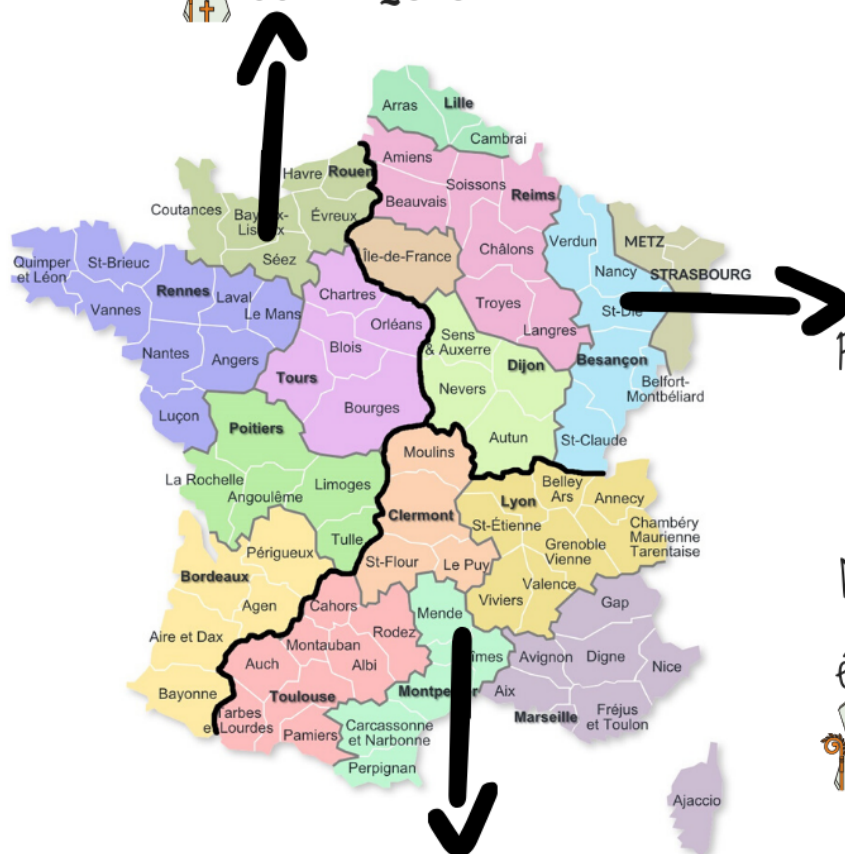 Arras
Lille
Cambrai
Amiens
Havre
Rouen
Soissons
Reims
Beauvais
Coutances
Évreux
Verdun
METZ
Île-de-France
Châlons
Quimper
et Léon
St-Brieuc
Séez
Nancy
STRASBOURG
Rennes
Laval
Chartres
Vannes
Le Mans
Troyes
St-Dié
Orléans
Langres
Sens
& Auxerre
Nantes
Angers
Blois
Dijon
Besançon
Tours
Nevers
Belfort-
Montbéliard
Luçon
Bourges
Poitiers
Autun
St-Claude
Moulins
La Rochelle
Limoges
Angoulême
Belley
Ars
Annecy
Lyon
Clermont
St-Étienne
Chambéry
Maurienne
Tarentaise
Tulle
Grenoble
Vienne
Périgueux
St-Flour
Le Puy
Bordeaux
Valence
Viviers
Agen
Cahors
Mende
Gap
Aire et Dax
Rodez
Montauban
Auch
Albi
Avignon
Digne
Nice
Bayonne
Toulouse
Aix
Marseille
Fréjus
et Toulon
Tarbes
et Lourdes
Pamiers
Carcassonne
et Narbonne
Perpignan
Ajaccio